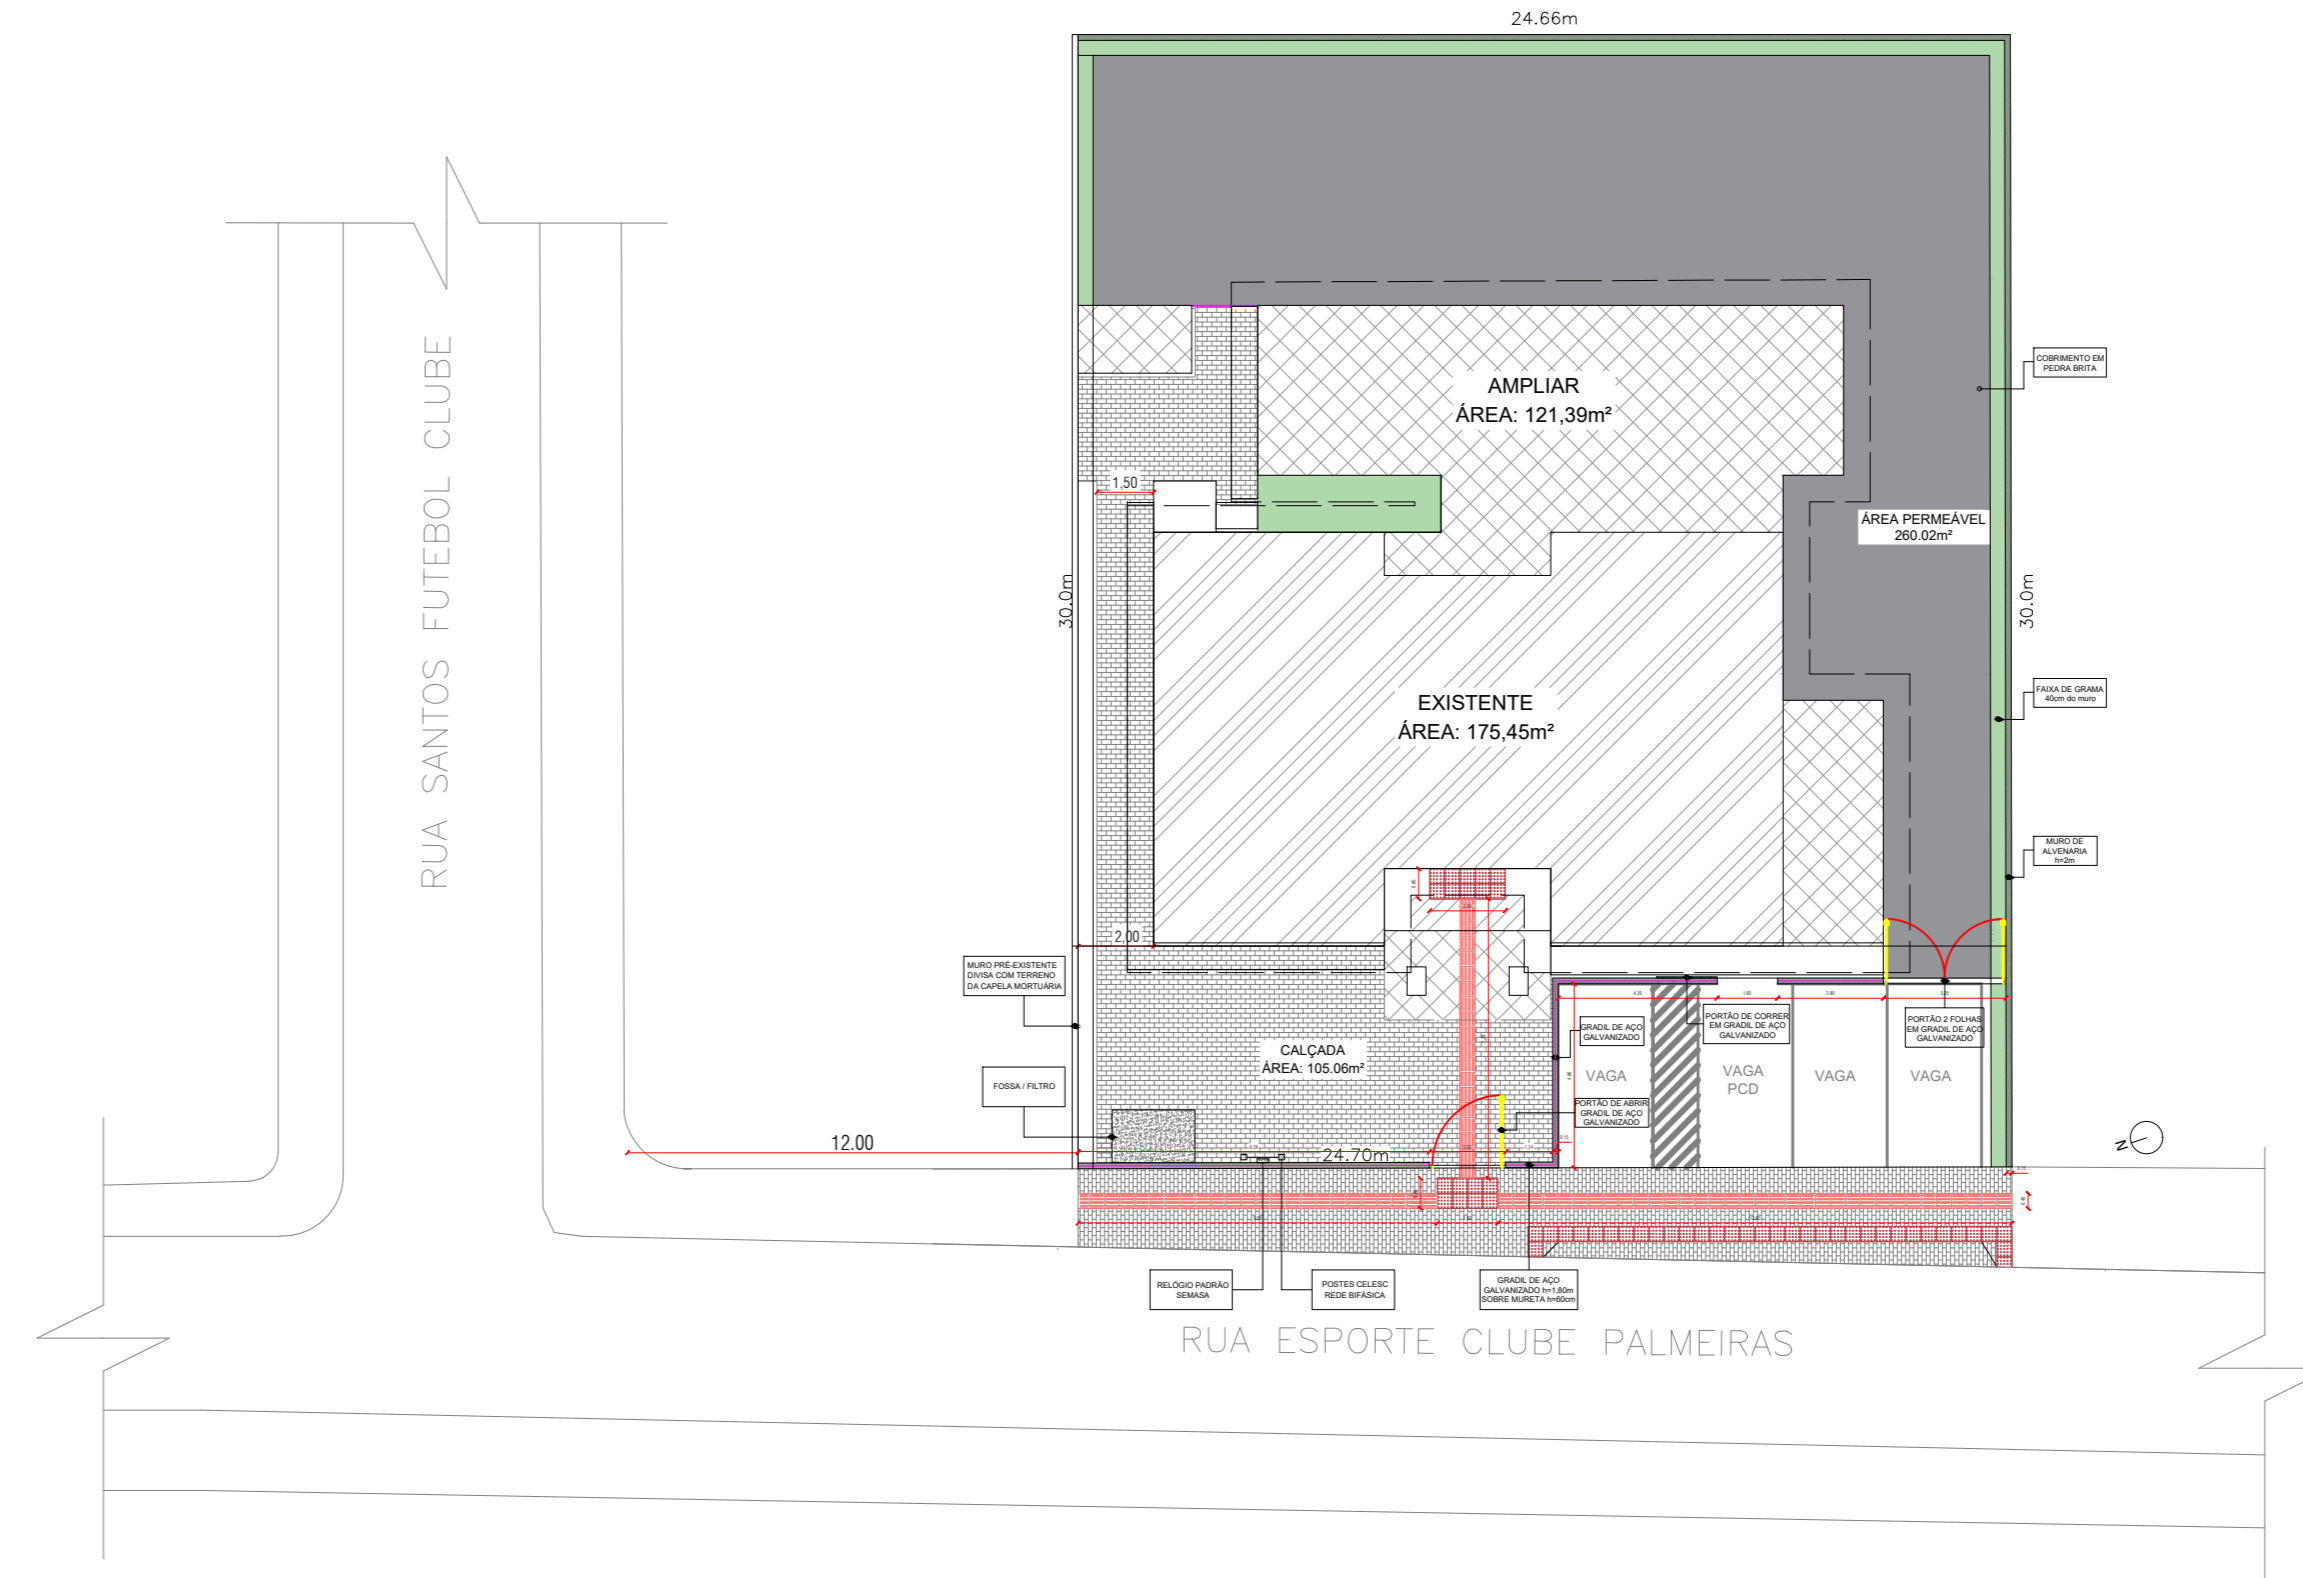 24.66m
RUA SANTOS FUTEBOL CLUBE
AMPLIAR
ÁREA: 121,39m²
COBRIMENTO EM
PEDRA BRITA
1,50
ÁREA PERMEÁVEL
260.02m²
30.0m
30.0m
EXISTENTE
ÁREA: 175,45m²
FAIXA DE GRAMA
40cm do muro
MURO DE
ALVENARIA
h=2m
2,00
MURO PRÉ-EXISTENTE
DIVISA COM TERRENO
DA CAPELA MORTUÁRIA
GRADIL DE AÇO
GALVANIZADO
PORTÃO DE CORRER
EM GRADIL DE AÇO
GALVANIZADO
PORTÃO 2 FOLHAS
EM GRADIL DE AÇO
GALVANIZADO
CALÇADA
ÁREA: 105.06m²
FOSSA / FILTRO
VAGA
VAGA
PCD
VAGA
VAGA
PORTÃO DE ABRIR
GRADIL DE AÇO
GALVANIZADO
12.00
24.70m
N
RELÓGIO PADRÃO
SEMASA
POSTES CELESC
REDE BIFÁSICA
GRADIL DE AÇO
GALVANIZADO h=1,80m
SOBRE MURETA h=60cm
RUA ESPORTE CLUBE PALMEIRAS